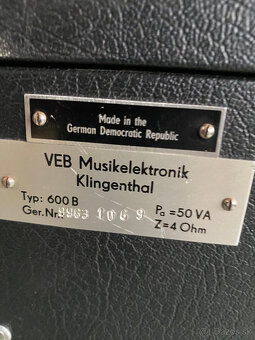 Made in the
German Democratic Republic
VEB Musikelektronik
Klingenthal
Typ: 600 B
Pa = 50 VA
Ger. Nr.
Z = 4 Ohm